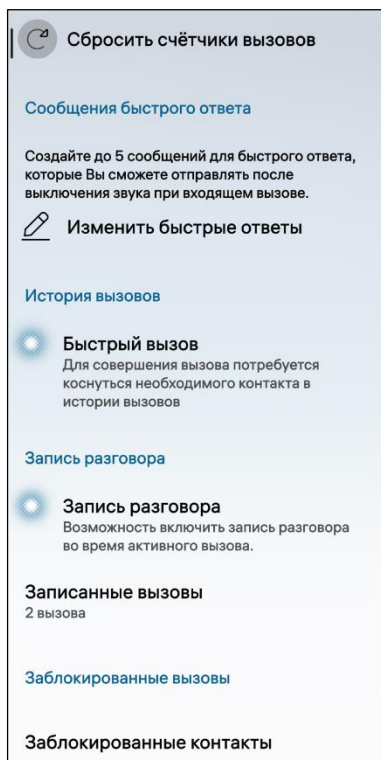 Сбросить счётчики вызовов
Сообщения быстрого ответа
Создайте до 5 сообщений для быстрого ответа,
которые Вы сможете отправлять после
выключения звука при входящем вызове.
Изменить быстрые ответы
История вызовов
Быстрый вызов
Для совершения вызова потребуется
коснуться необходимого контакта в
истории вызовов
Запись разговора
Запись разговора
Возможность включить запись разговора
во время активного вызова.
Записанные вызовы
2 вызова
Заблокированные вызовы
Заблокированные контакты